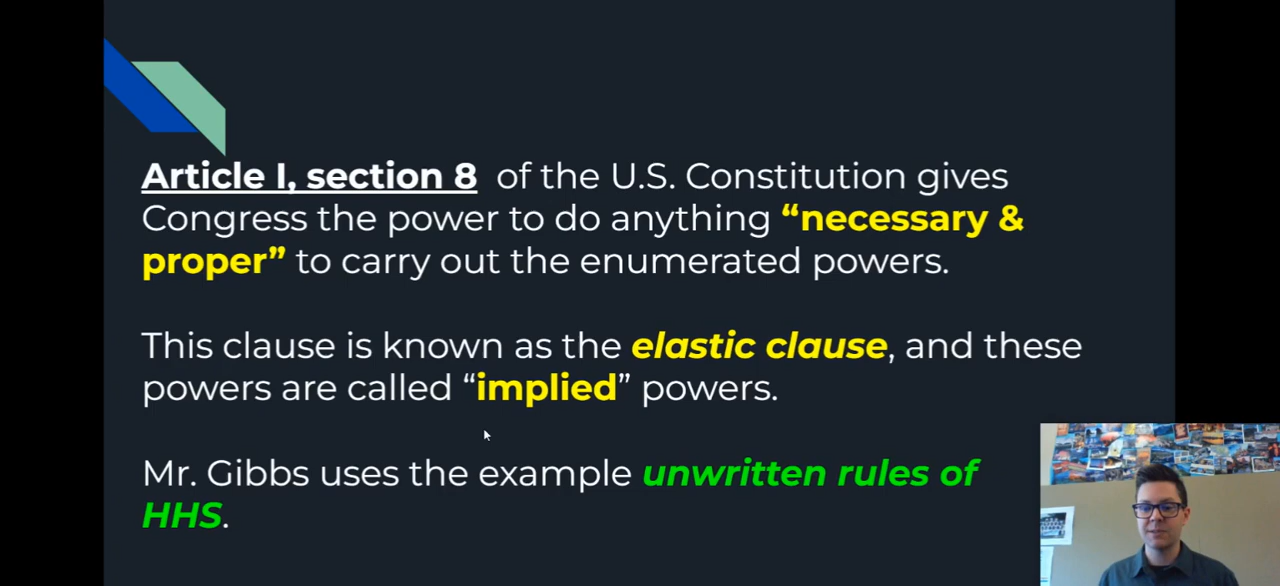 Article I, section 8 of the U.S. Constitution gives
Congress the power to do anything “necessary &
proper” to carry out the enumerated powers.
This clause is known as the elastic clause, and these
powers are called “implied” powers.
Mr. Gibbs uses the example unwritten rules of
HHS.